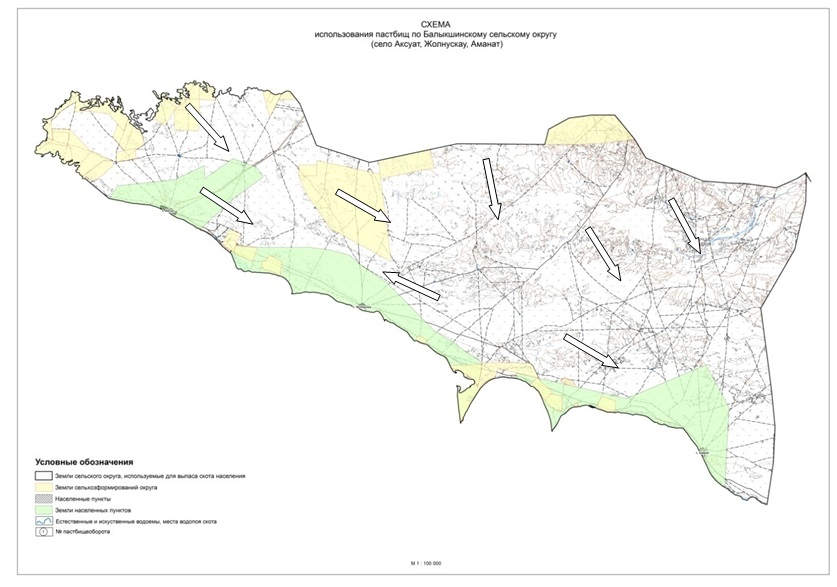 СХЕМА
использования пастбищ по Балыкшинскому сельскому округу
(село Аксуат, Жолнускау, Аманат)
Условные обозначения
Земли сельского округа, используемые для выпаса скота населения
Земли сельхозформирований округа
Населенные пункты
Земли населенных пунктов
Естественные и искуственные водоемы, места водопоя скота
№ пастбищеоборота
М 1 : 100 000